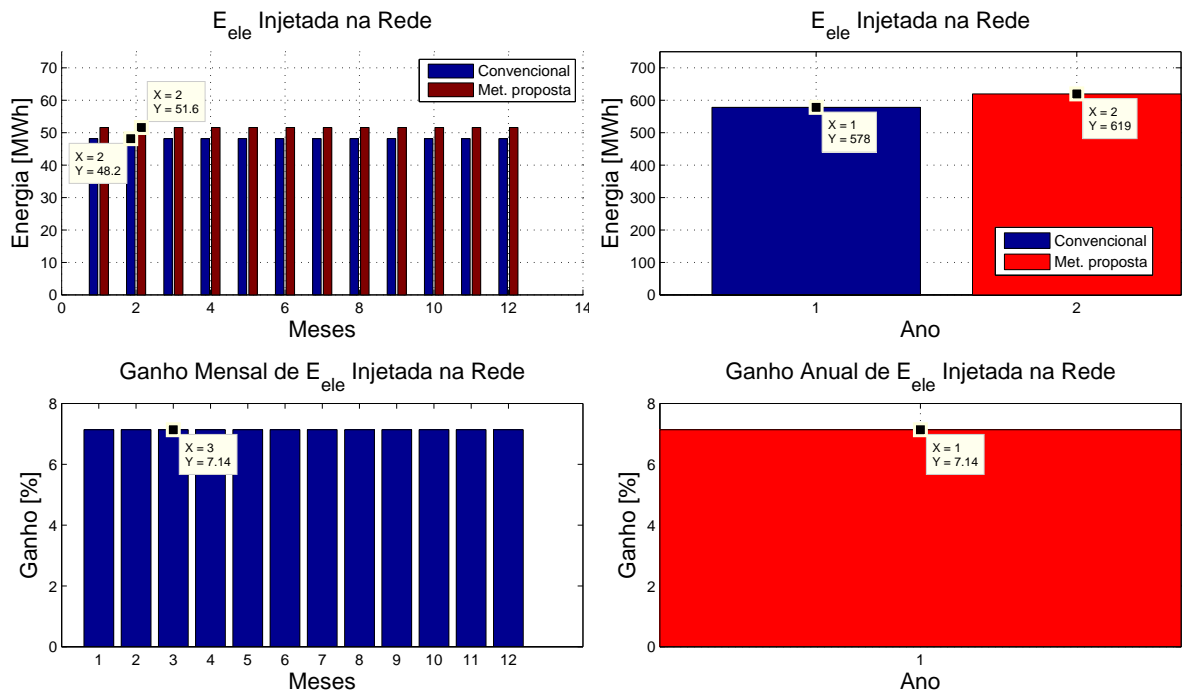 E_ele Injetada na Rede
70
60
50
40
30
20
10
0
Energia [MWh]
X = 2
Y = 51.6
X = 2
Y = 48.2
Convencional
Met. proposta
0 2 4 6 8 10 12 14
Meses
E_ele Injetada na Rede
700
600
500
400
300
200
100
0
Energia [MWh]
X = 1
Y = 578
X = 2
Y = 619
Convencional
Met. proposta
1 2
Ano
Ganho Mensal de E_ele Injetada na Rede
8
6
4
2
0
Ganho [%]
X = 3
Y = 7.14
1 2 3 4 5 6 7 8 9 10 11 12
Meses
Ganho Anual de E_ele Injetada na Rede
8
6
4
2
0
Ganho [%]
X = 1
Y = 7.14
1
Ano